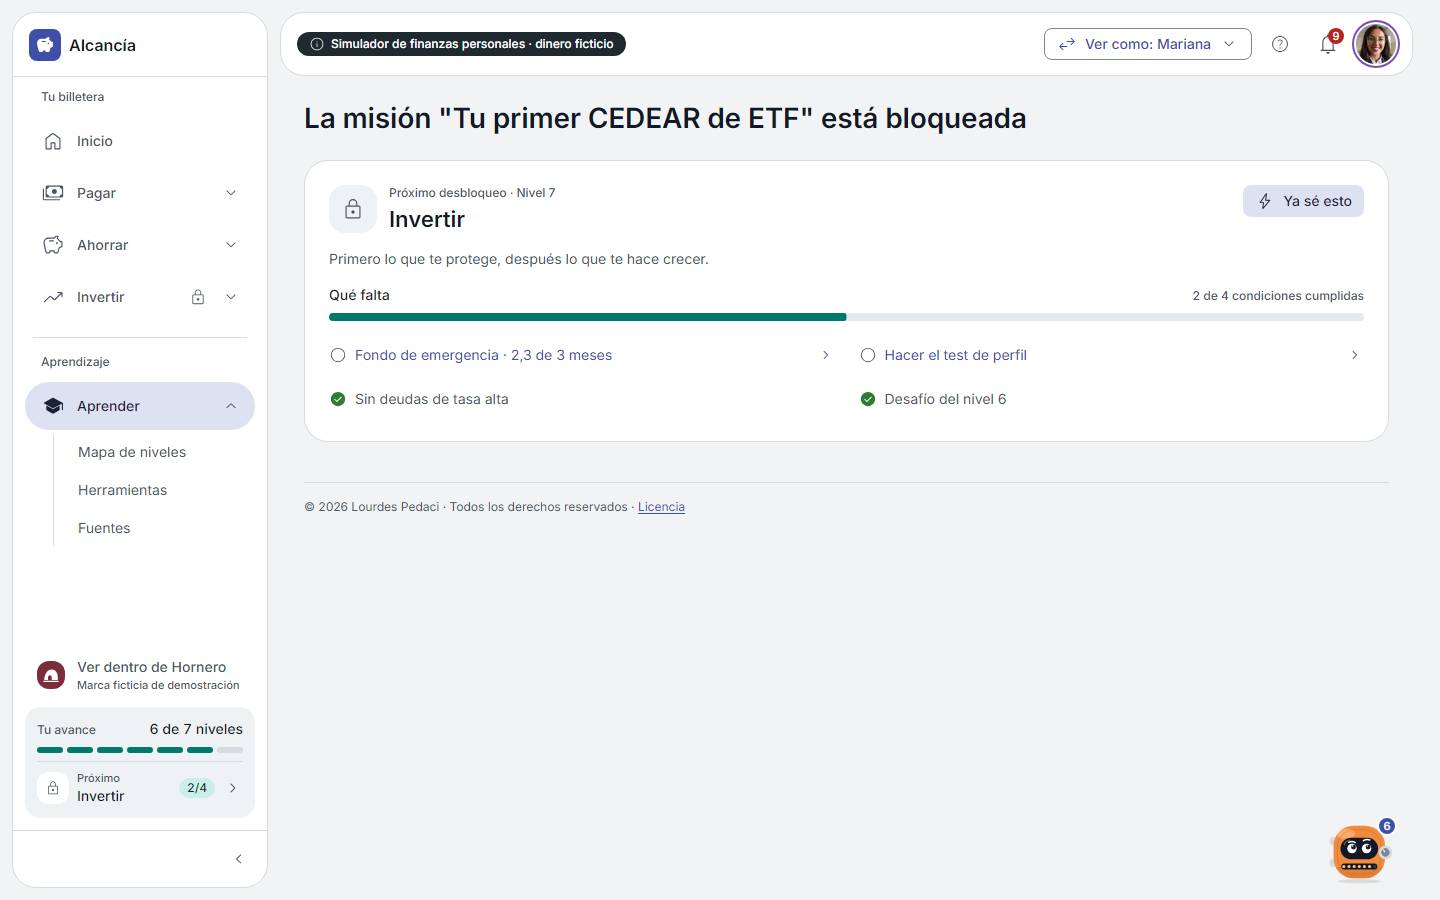 Alcancía
Tu billetera
Inicio
Pagar
Ahorrar
Invertir
Aprendizaje
Aprender
Mapa de niveles
Herramientas
Fuentes
Ver dentro de Hornero
Marca ficticia de demostración
Tu avance 6 de 7 niveles
Próximo
Invertir
2/4
Simulador de finanzas personales · dinero ficticio
Ver como: Mariana
9
La misión "Tu primer CEDEAR de ETF" está bloqueada
Próximo desbloqueo · Nivel 7
Invertir
Ya sé esto
Primero lo que te protege, después lo que te hace crecer.
Qué falta 2 de 4 condiciones cumplidas
Fondo de emergencia · 2,3 de 3 meses
Hacer el test de perfil
Sin deudas de tasa alta
Desafío del nivel 6
© 2026 Lourdes Pedaci · Todos los derechos reservados · Licencia
6